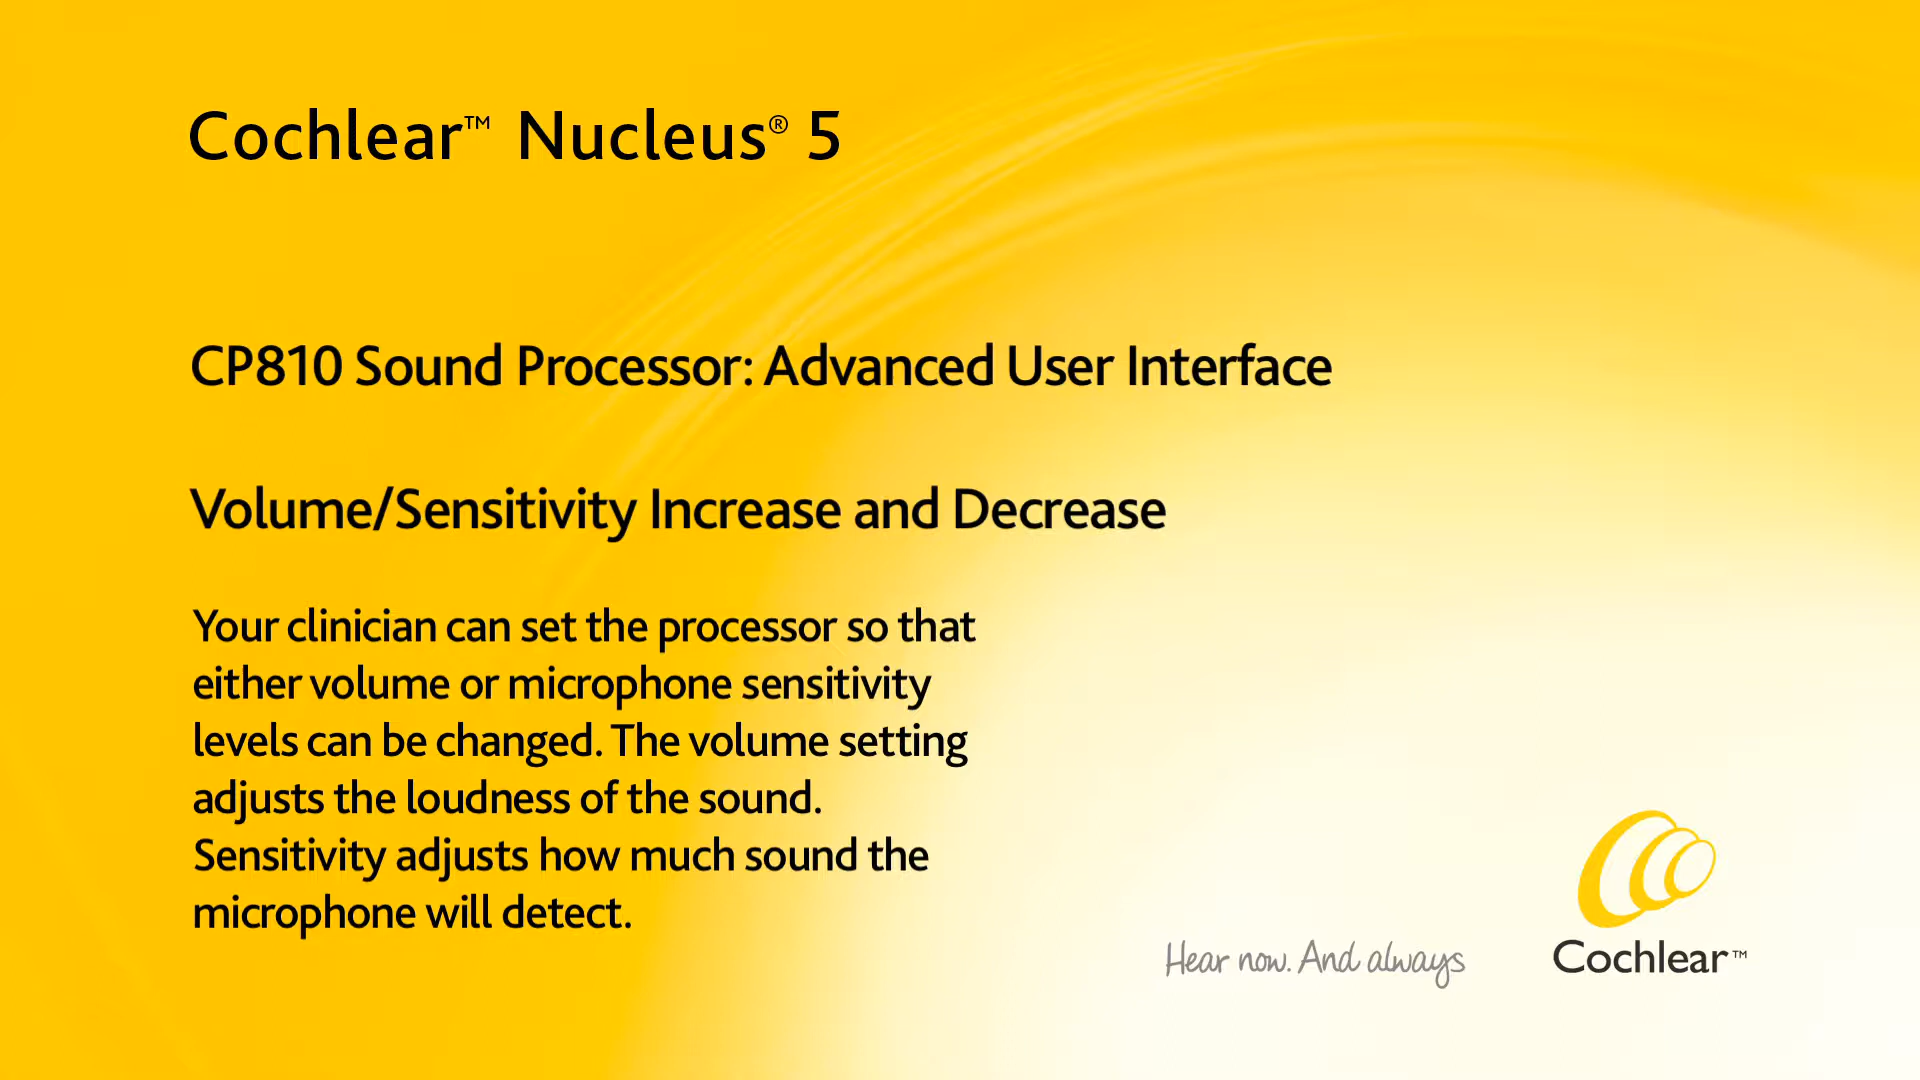 Cochlear™ Nucleus® 5
CP810 Sound Processor: Advanced User Interface
Volume/Sensitivity Increase and Decrease
Your clinician can set the processor so that
either volume or microphone sensitivity
levels can be changed. The volume setting
adjusts the loudness of the sound.
Sensitivity adjusts how much sound the
microphone will detect.
Hear now. And always
Cochlear™